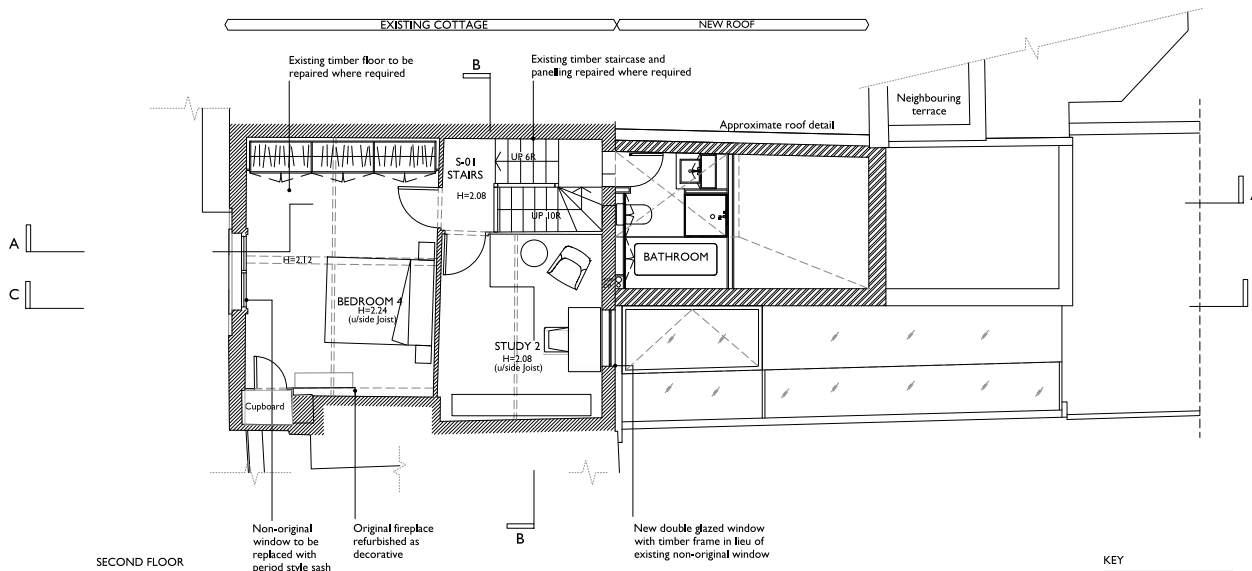 EXISTING COTTAGE
NEW ROOF
Existing timber floor to be
repaired where required
B
Existing timber staircase and
panelling repaired where required
Neighbouring
terrace
Approximate roof detail
S-01
STAIRS
H=2.08
UP 6R
UP 10R
A
A
C
H=2.12
BATHROOM
BEDROOM 4
H=2.24
(u/side Joist)
STUDY 2
H=2.08
(u/side Joist)
Cupboard
Non-original
window to be
replaced with
period style sash
Original fireplace
refurbished as
decorative
B
New double glazed window
with timber frame in lieu of
existing non-original window
SECOND FLOOR
KEY